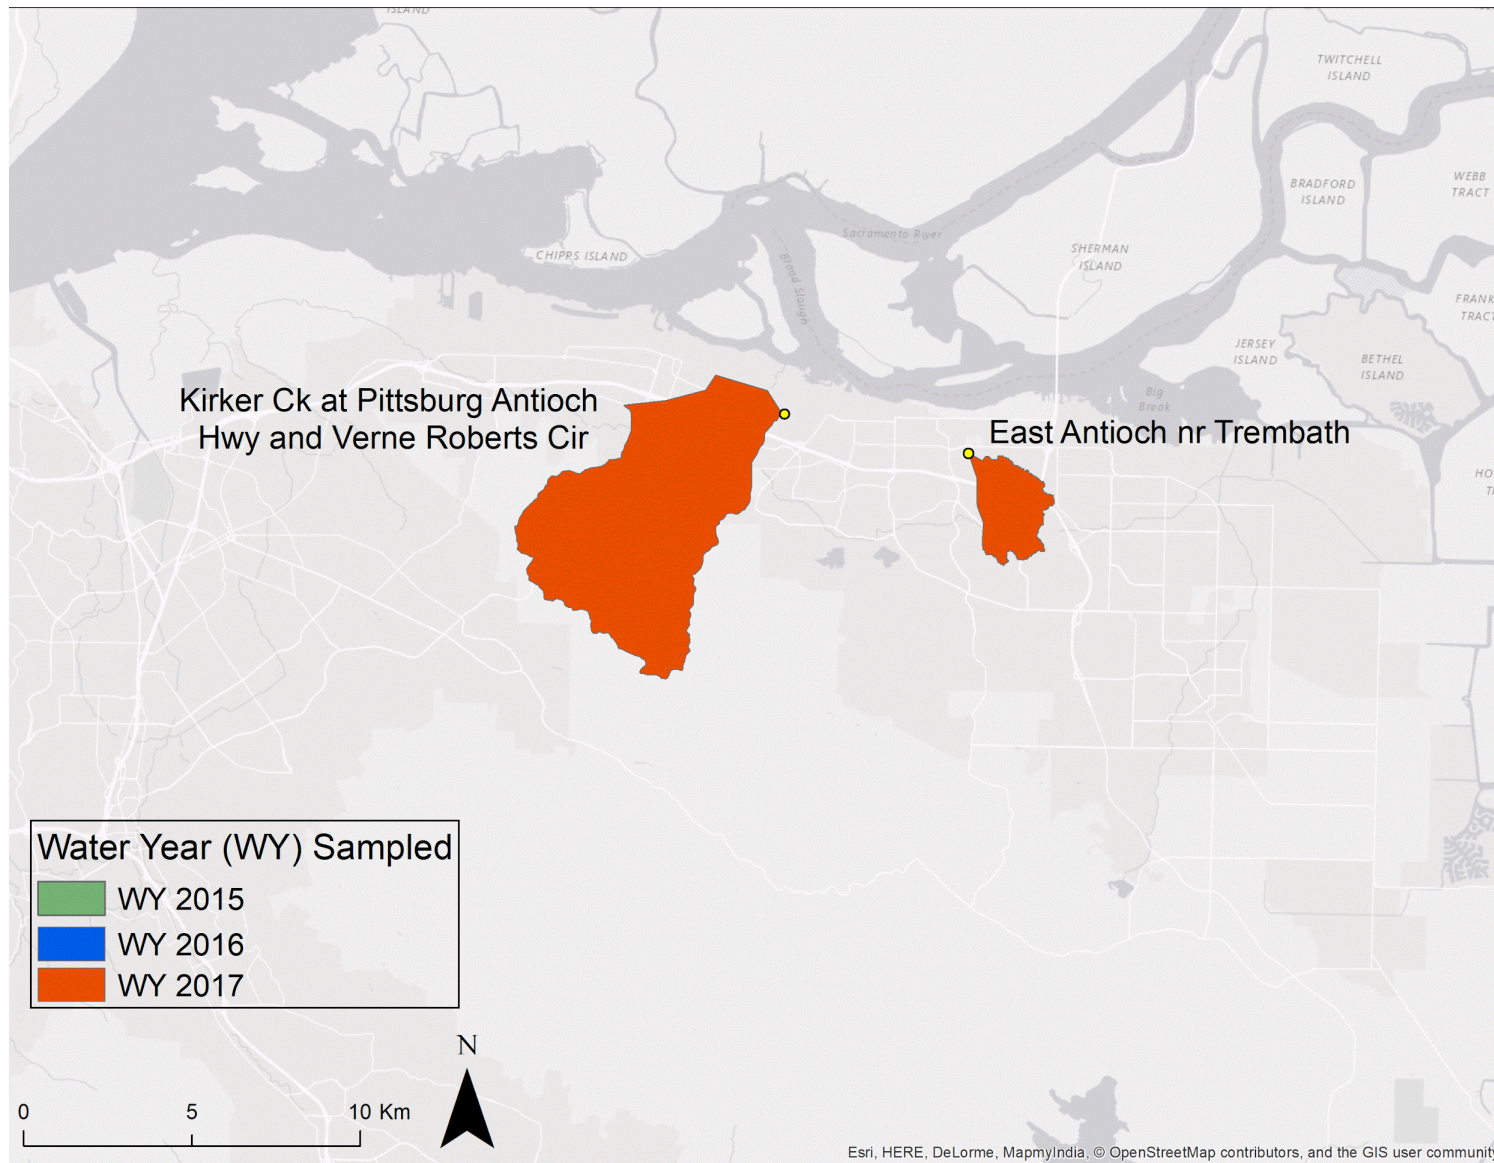 ISLAND
TWITCHELL
ISLAND
BRADFORD
ISLAND
WEBB
TRACT
Sacramento River
CHIPPS ISLAND
SHERMAN
ISLAND
Broad Slough
FRANK
TRACT
JERSEY
ISLAND
BETHEL
ISLAND
Big
Break
Kirker Ck at Pittsburg Antioch
Hwy and Verne Roberts Cir
East Antioch nr Trembath
HO
T
Water Year (WY) Sampled
WY 2015
WY 2016
WY 2017
N
0 5 10 Km
Esri, HERE, DeLorme, MapmyIndia, © OpenStreetMap contributors, and the GIS user community